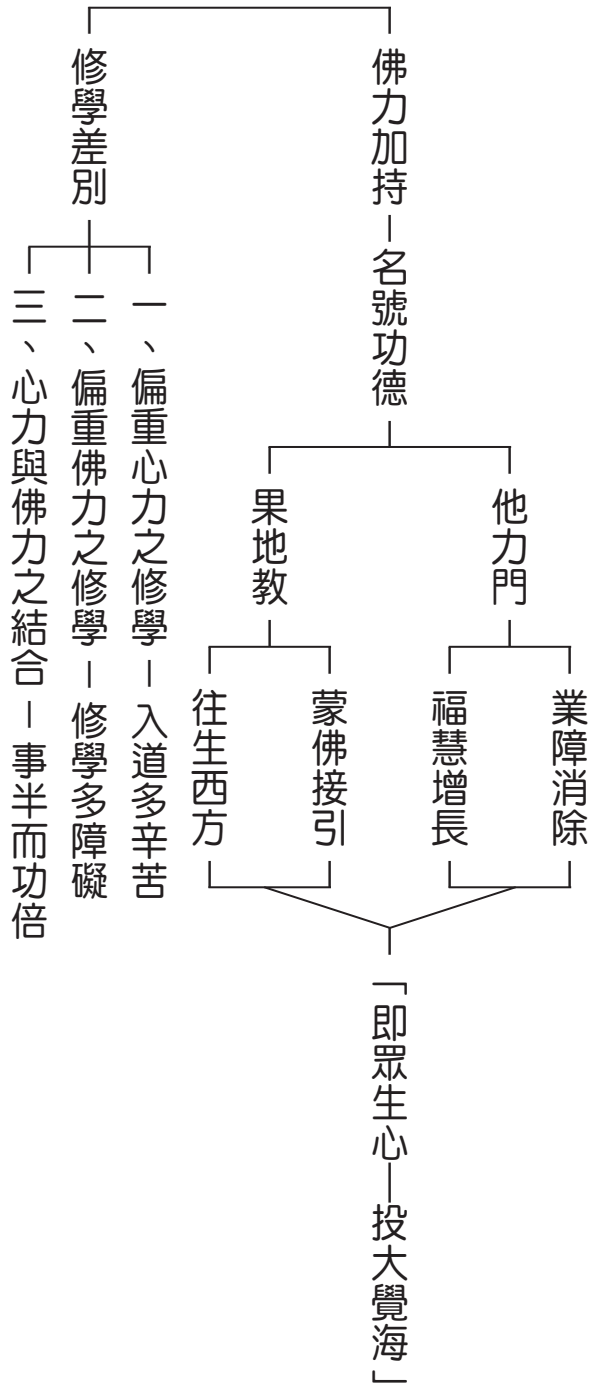 佛力加持—名號功德
他力門
業障消除
福慧增長
果地教
蒙佛接引
往生西方
「即眾生心—投大覺海」
修學差別
一、偏重心力之修學—入道多辛苦
二、偏重佛力之修學—修學多障礙
三、心力與佛力之結合—事半而功倍